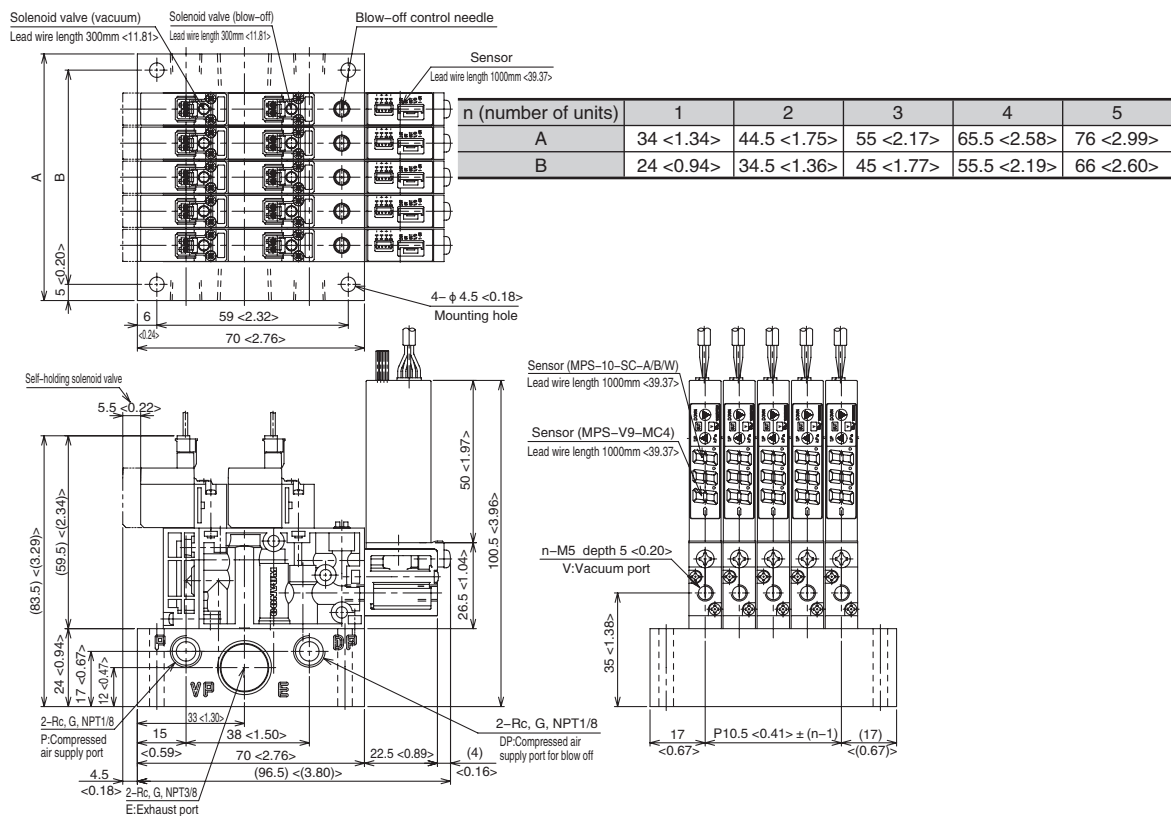 Solenoid valve (vacuum)
Lead wire length 300mm <11.81>
Solenoid valve (blow-off)
Lead wire length 300mm <11.81>
Blow-off control needle
Sensor
Lead wire length 1000mm <39.37>
n (number of units) 1 2 3 4 5
A 34 <1.34> 44.5 <1.75> 55 <2.17> 65.5 <2.58> 76 <2.99>
B 24 <0.94> 34.5 <1.36> 45 <1.77> 55.5 <2.19> 66 <2.60>
A
B
5 <0.20>
6
<0.24>
59 <2.32>
70 <2.76>
4-φ4.5 <0.18>
Mounting hole
Self-holding solenoid valve
5.5 <0.22>
(83.5) <(3.29)>
(59.5) <(2.34)>
24 <0.94>
17 <0.67>
12 <0.47>
50 <1.97>
26.5 <1.04>
100.5 <3.96>
P
DP
VP
E
33 <1.30>
15
<0.59>
38 <1.50>
70 <2.76>
22.5 <0.89>
(4)
<0.16>
4.5
<0.18>
(96.5) <(3.80)>
2-Rc, G, NPT1/8
P:Compressed
air supply port
2-Rc, G, NPT3/8
E:Exhaust port
2-Rc, G, NPT1/8
DP:Compressed air
supply port for blow off
Sensor (MPS-10-SC-A/B/W)
Lead wire length 1000mm <39.37>
Sensor (MPS-V9-MC4)
Lead wire length 1000mm <39.37>
n-M5 depth 5 <0.20>
V:Vacuum port
35 <1.38>
17
<0.67>
P10.5 <0.41> ± (n-1)
(17)
<(0.67)>